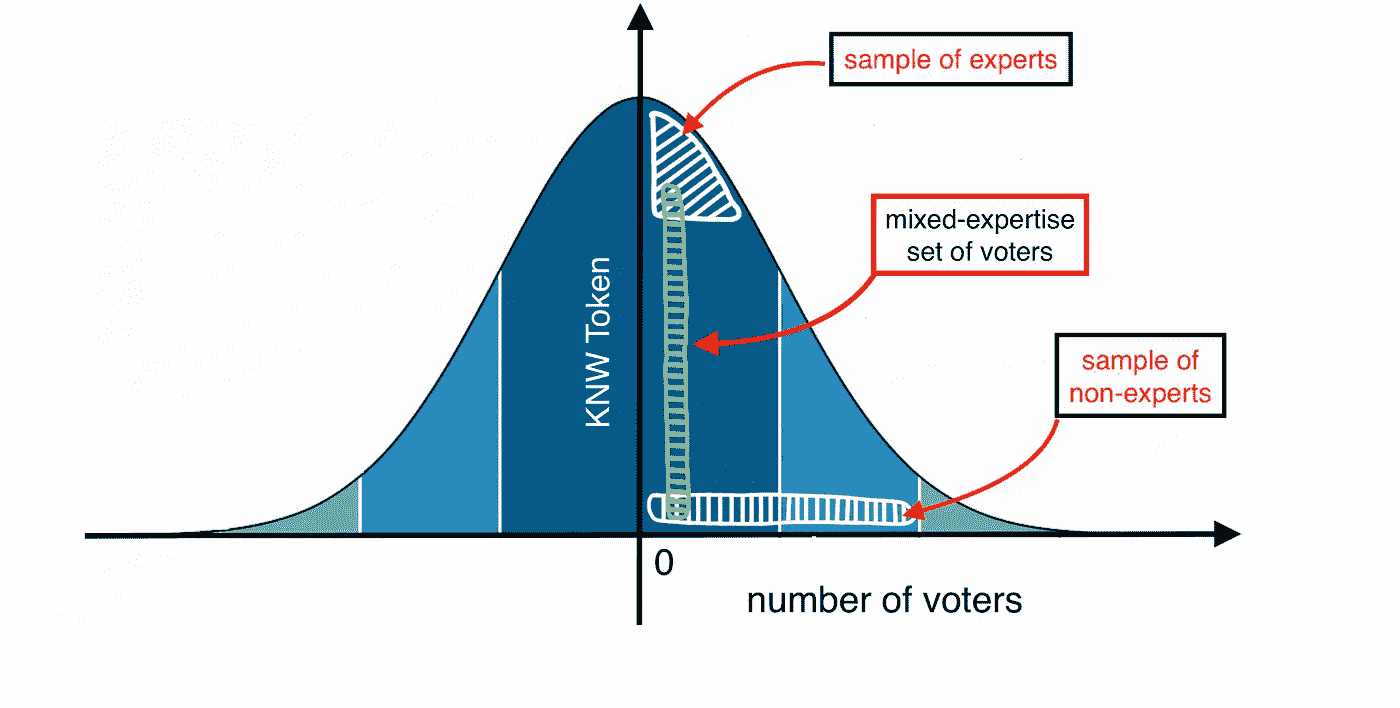 sample of experts
mixed-expertise
set of voters
KNW Token
sample of
non-experts
0
number of voters